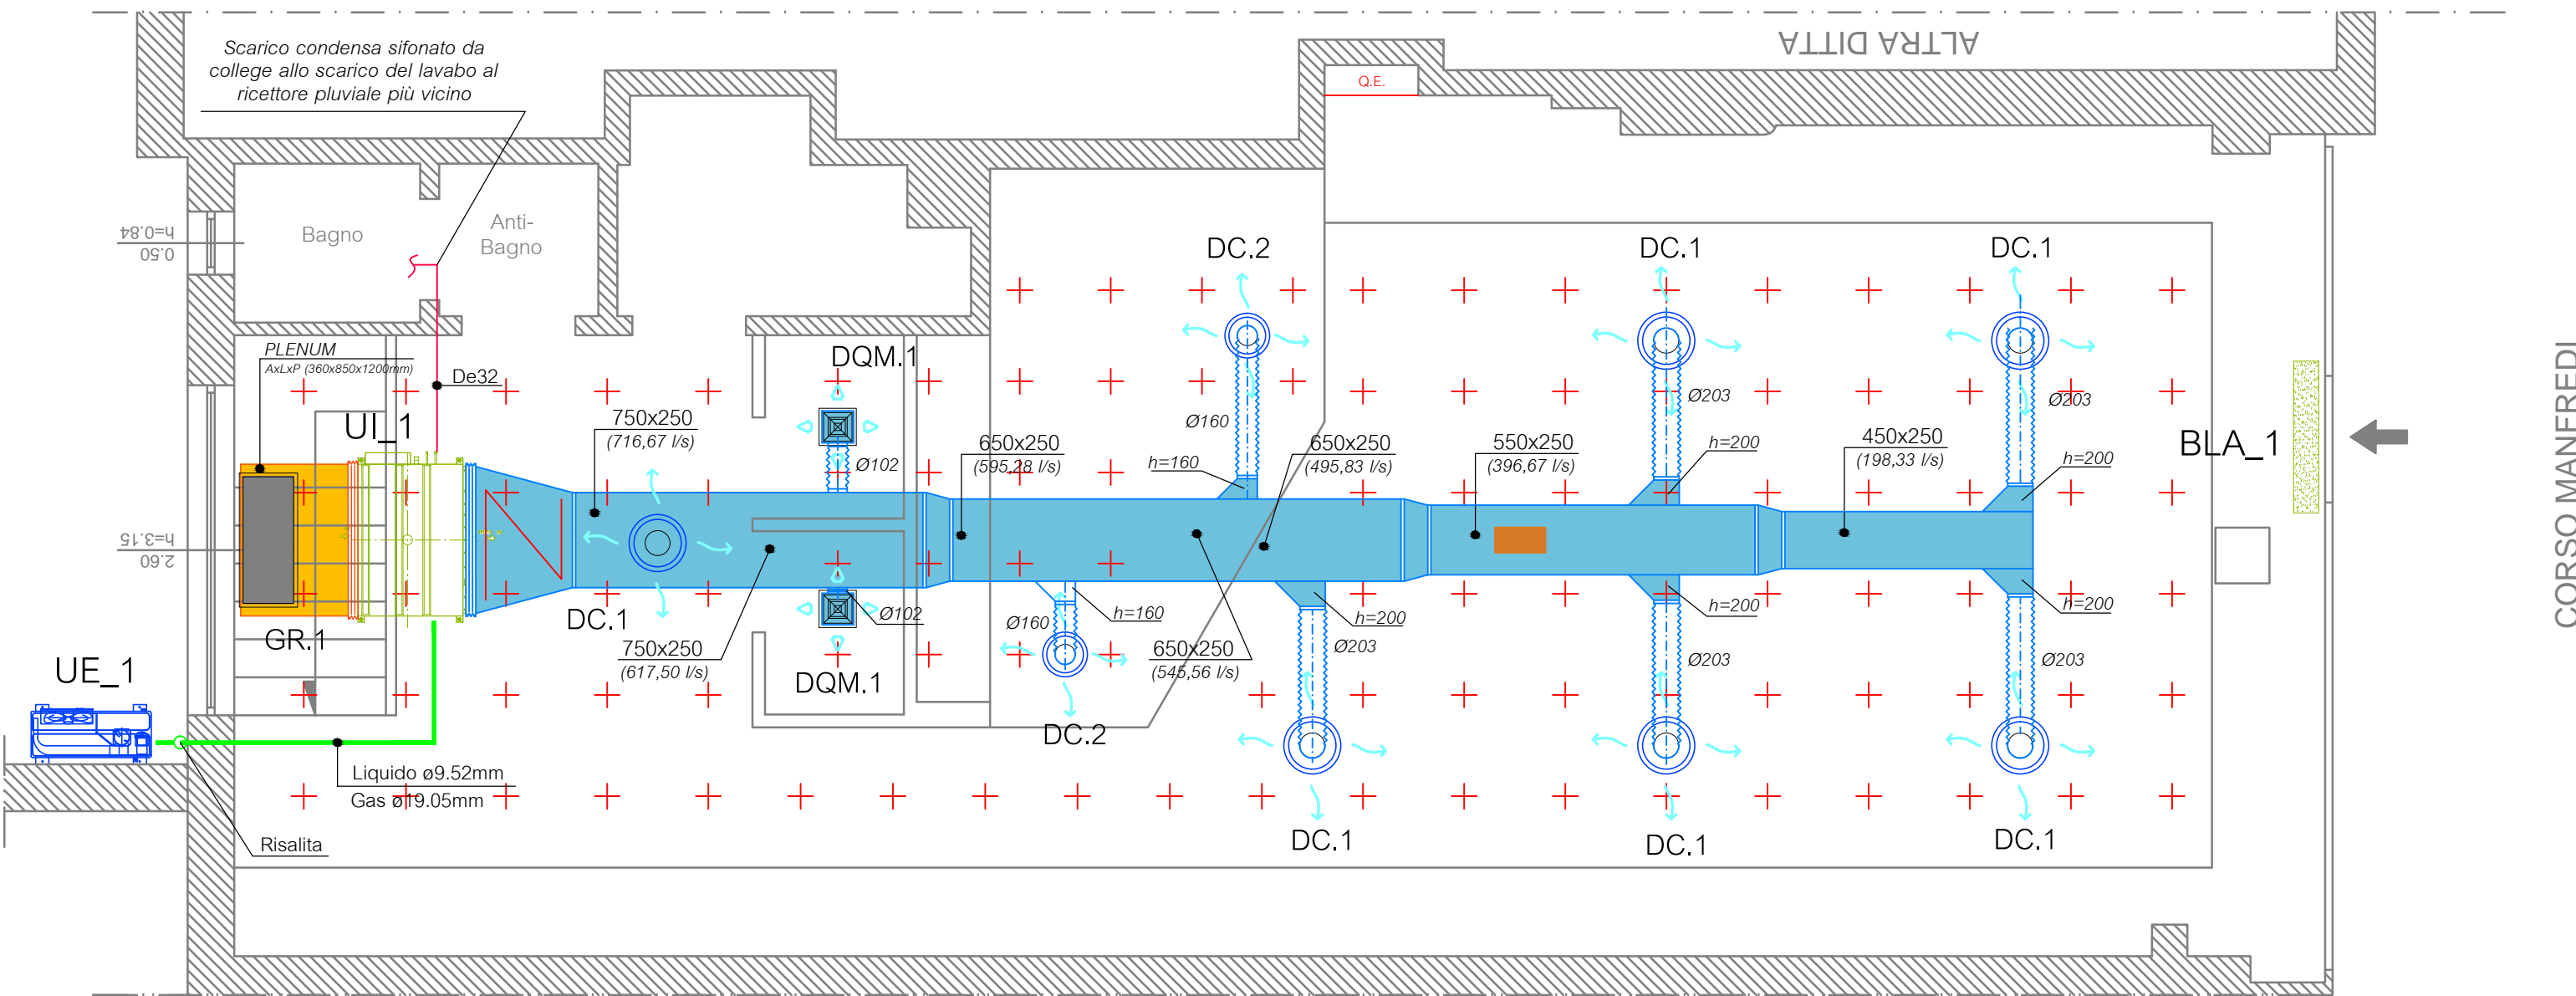 ALTRA DITTA
Scarico condensa sifonato da
college allo scarico del lavabo al
ricettore pluviale più vicino
Q.E.
Bagno
Anti-
Bagno
h=0.84
0.50
DC.2
DC.1
DC.1
PLENUM
AxLxP (360x850x1200mm)
De32
DQM.1
UI_1
750x250
(716,67 l/s)
Ø102
650x250
(595,28 l/s)
Ø160
h=160
650x250
(495,83 l/s)
550x250
(396,67 l/s)
Ø203
h=200
450x250
(198,33 l/s)
Ø203
h=200
BLA_1
CORSO MANFREDI
h=3.15
2.60
GR.1
DC.1
750x250
(617,50 l/s)
Ø102
DQM.1
Ø160
h=160
DC.2
650x250
(545,56 l/s)
h=200
Ø203
h=200
Ø203
h=200
Ø203
UE_1
Liquido ø9.52mm
Gas ø19.05mm
Risalita
DC.1
DC.1
DC.1